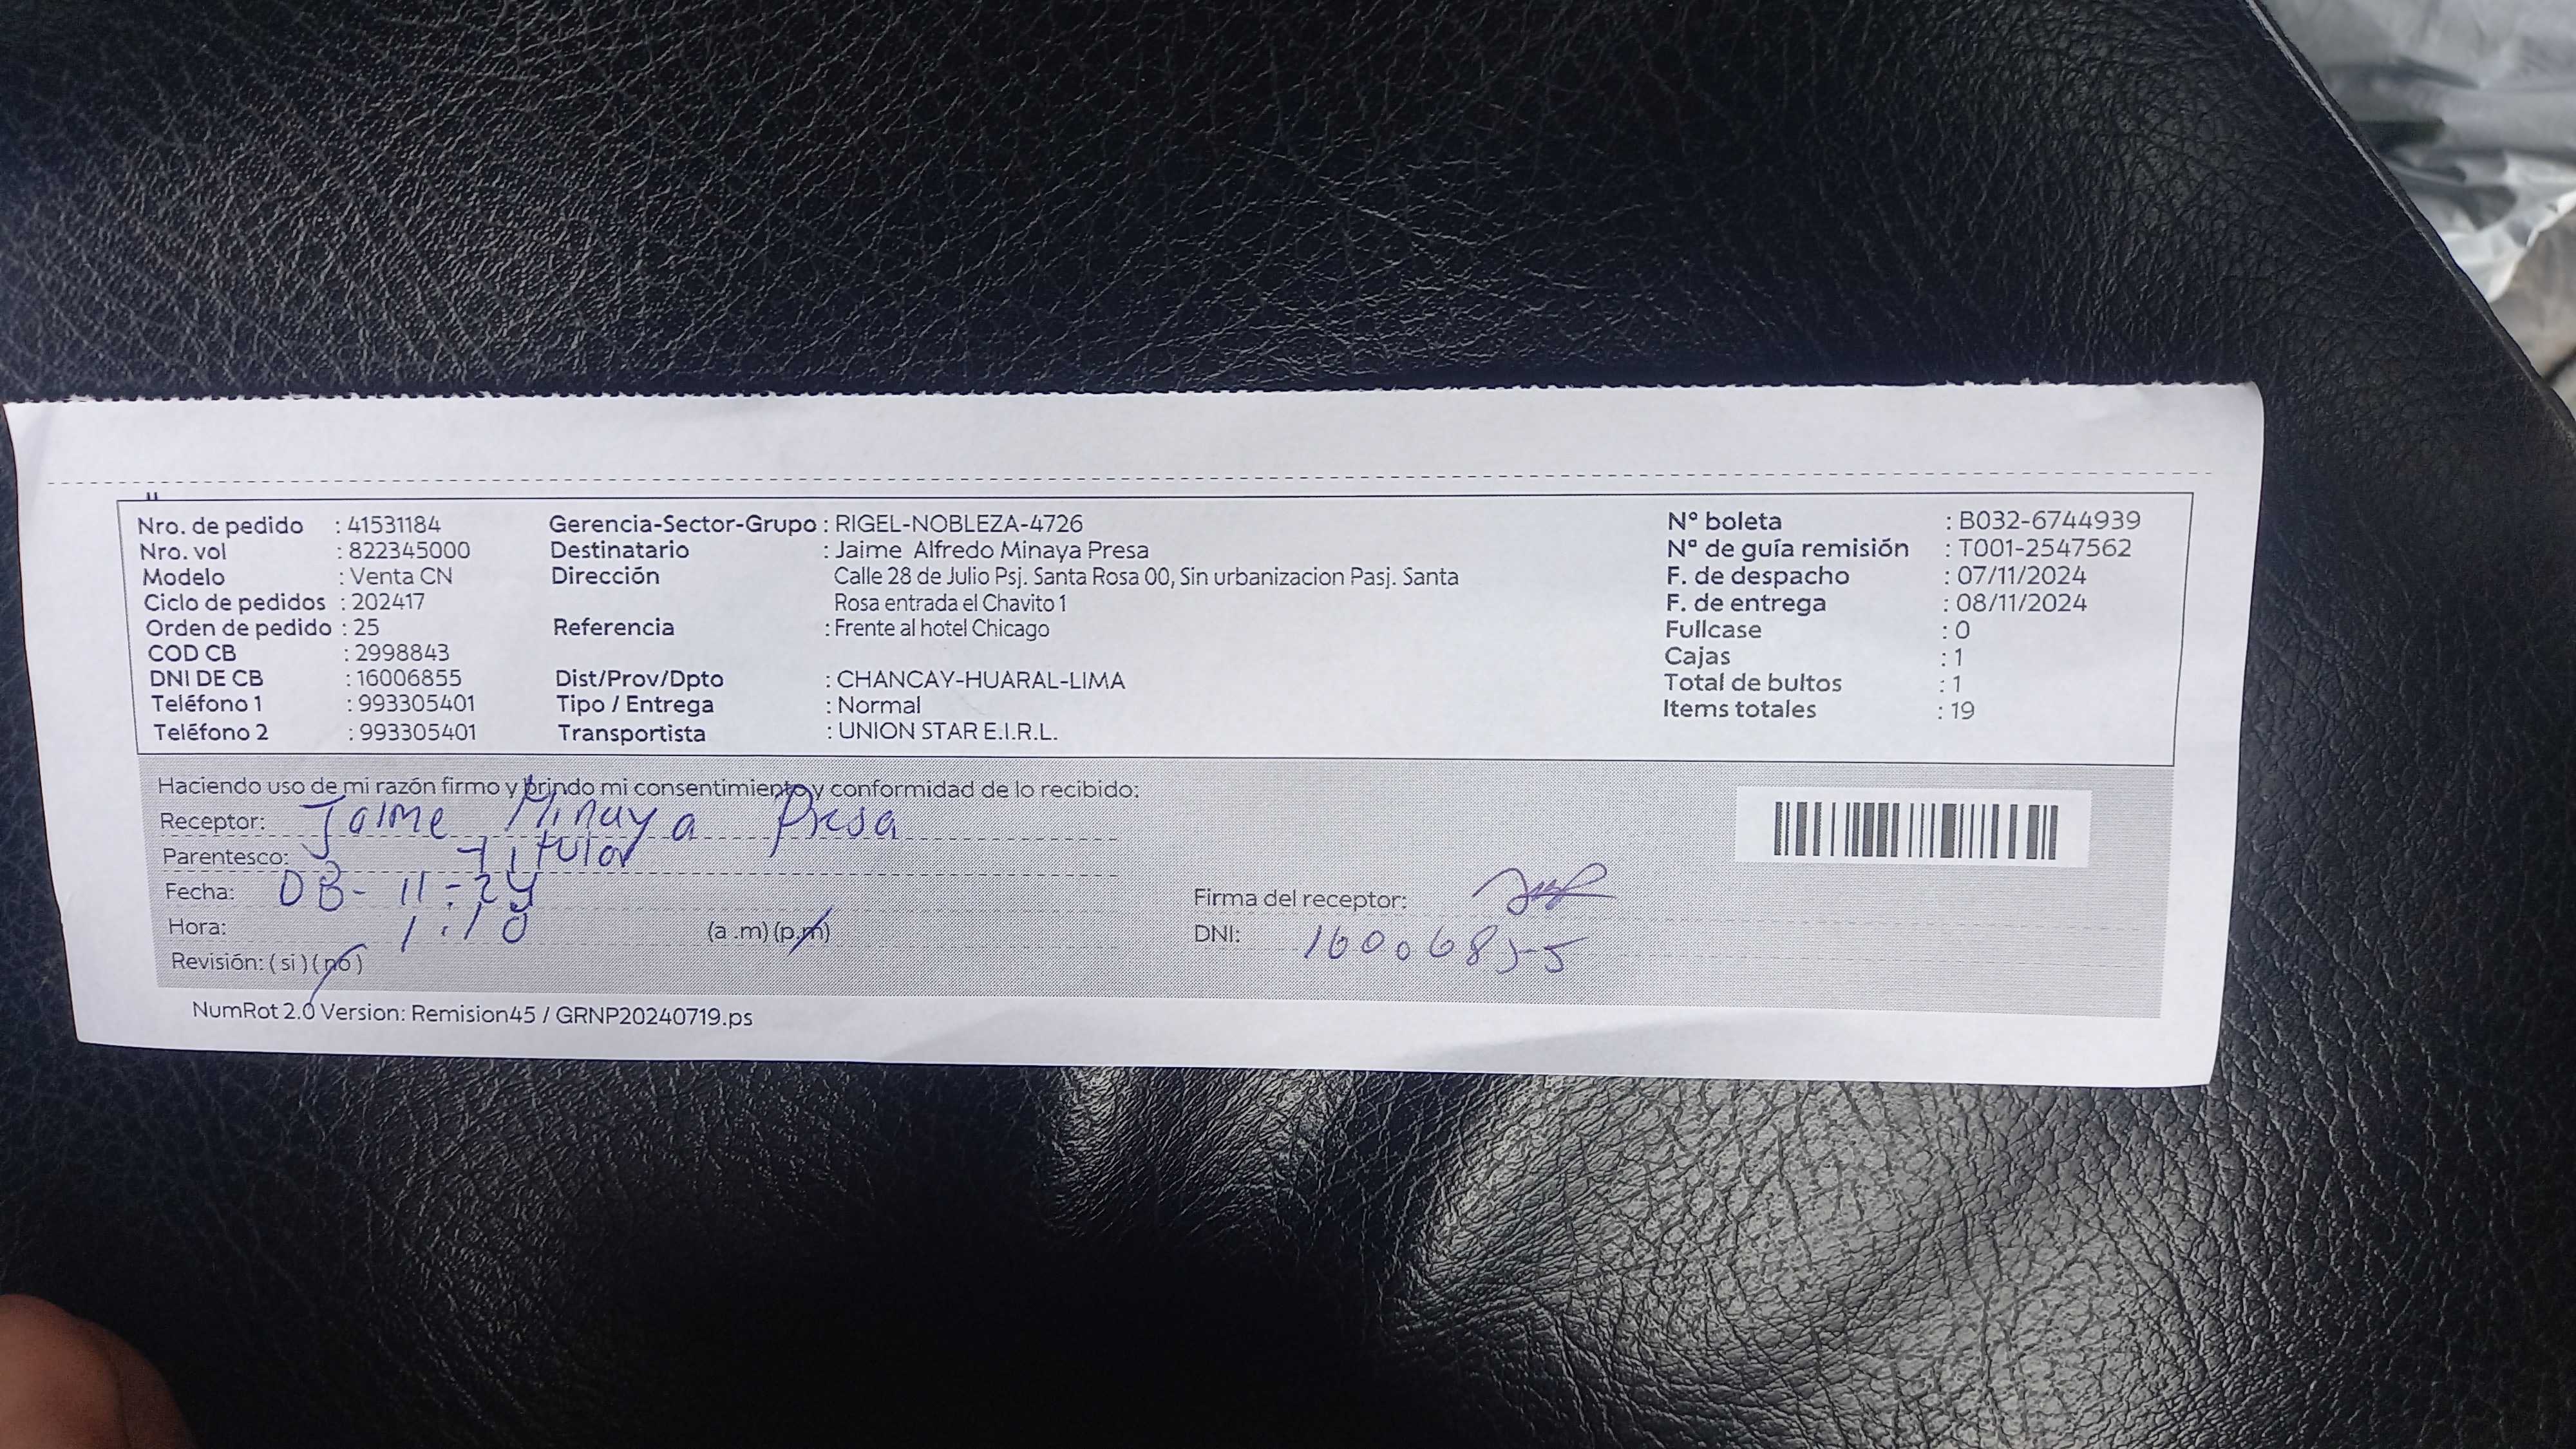 Nro. de pedido : 41531184
Nro. vol : 822345000
Modelo : Venta CN
Ciclo de pedidos : 202417
Orden de pedido : 25
COD CB : 2998843
DNI DE CB : 16006855
Teléfono 1 : 993305401
Teléfono 2 : 993305401
Gerencia-Sector-Grupo : RIGEL-NOBLEZA-4726
Destinatario : Jaime Alfredo Minaya Presa
Dirección Calle 28 de Julio Psj. Santa Rosa 00, Sin urbanizacion Pasj. Santa
Rosa entrada el Chavito 1
Referencia : Frente al hotel Chicago
Dist/Prov/Dpto : CHANCAY-HUARAL-LIMA
Tipo / Entrega : Normal
Transportista : UNION STAR E.I.R.L.
N° boleta : B032-6744939
N° de guía remisión : T001-2547562
F. de despacho : 07/11/2024
F. de entrega : 08/11/2024
Fullcase : 0
Cajas : 1
Total de bultos : 1
Items totales : 19
Haciendo uso de mi razón firmo y brindo mi consentimiento y conformidad de lo recibido:
Receptor: Jaime Minaya Presa
Parentesco: Titular
Fecha: 08-11-24
Hora: 1:10 (a .m) (p.m)
Revisión: ( si ) ( no )
Firma del receptor:
DNI: 16006855
NumRot 2.0 Version: Remision45 / GRNP20240719.ps